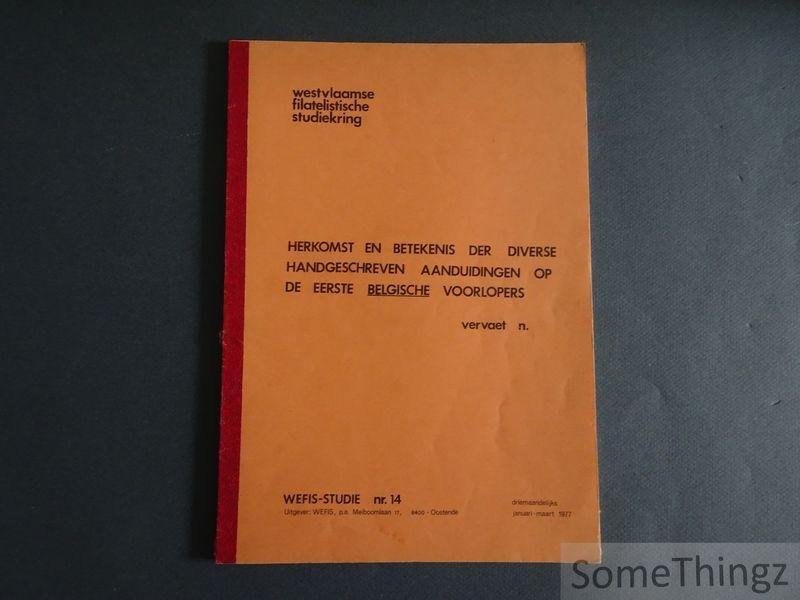 westvlaamse
filatelistische
studiekring
HERKOMST EN BETEKENIS DER DIVERSE
HANDGESCHREVEN AANDUIDINGEN OP
DE EERSTE BELGISCHE VOORLOPERS
vervaet n.
WEFIS-STUDIE nr. 14
Uitgever: WEFIS, p.a. Meiboomlaan 17, 8400 - Oostende
driemaandelijks
januari-maart 1977
SomeThingz